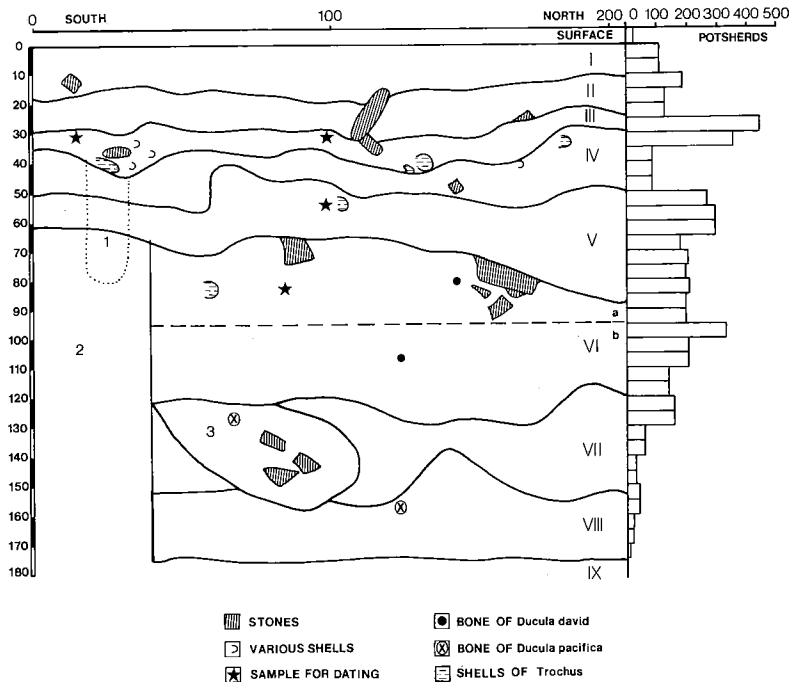 SOUTH 100 NORTH 200 0 100 200 300 400 500
SURFACE POTSHERDS
0
10
20
30
40
50
60
70
80
90
100
110
120
130
140
150
160
170
180
I
II
III
IV
V
a
b
VI
VII
VIII
IX
1
2
3
STONES
VARIOUS SHELLS
SAMPLE FOR DATING
BONE OF Ducula david
BONE OF Ducula pacifica
SHELLS OF Trochus